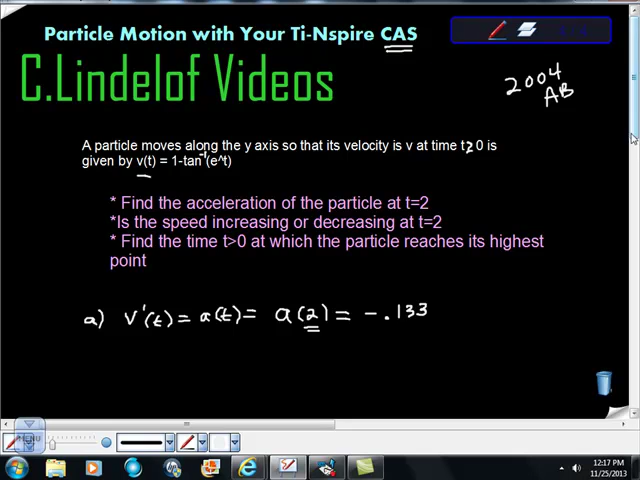 Particle Motion with Your Ti-Nspire CAS
C.Lindelof Videos
2004
AB
A particle moves along the y axis so that its velocity is v at time t≥0 is
given by v(t) = 1-tan⁻¹(e^t)
* Find the acceleration of the particle at t=2
*Is the speed increasing or decreasing at t=2
* Find the time t>0 at which the particle reaches its highest
point
a) v'(t) = a(t) = a(2) = -.133
MENU
12:17 PM
11/25/2013